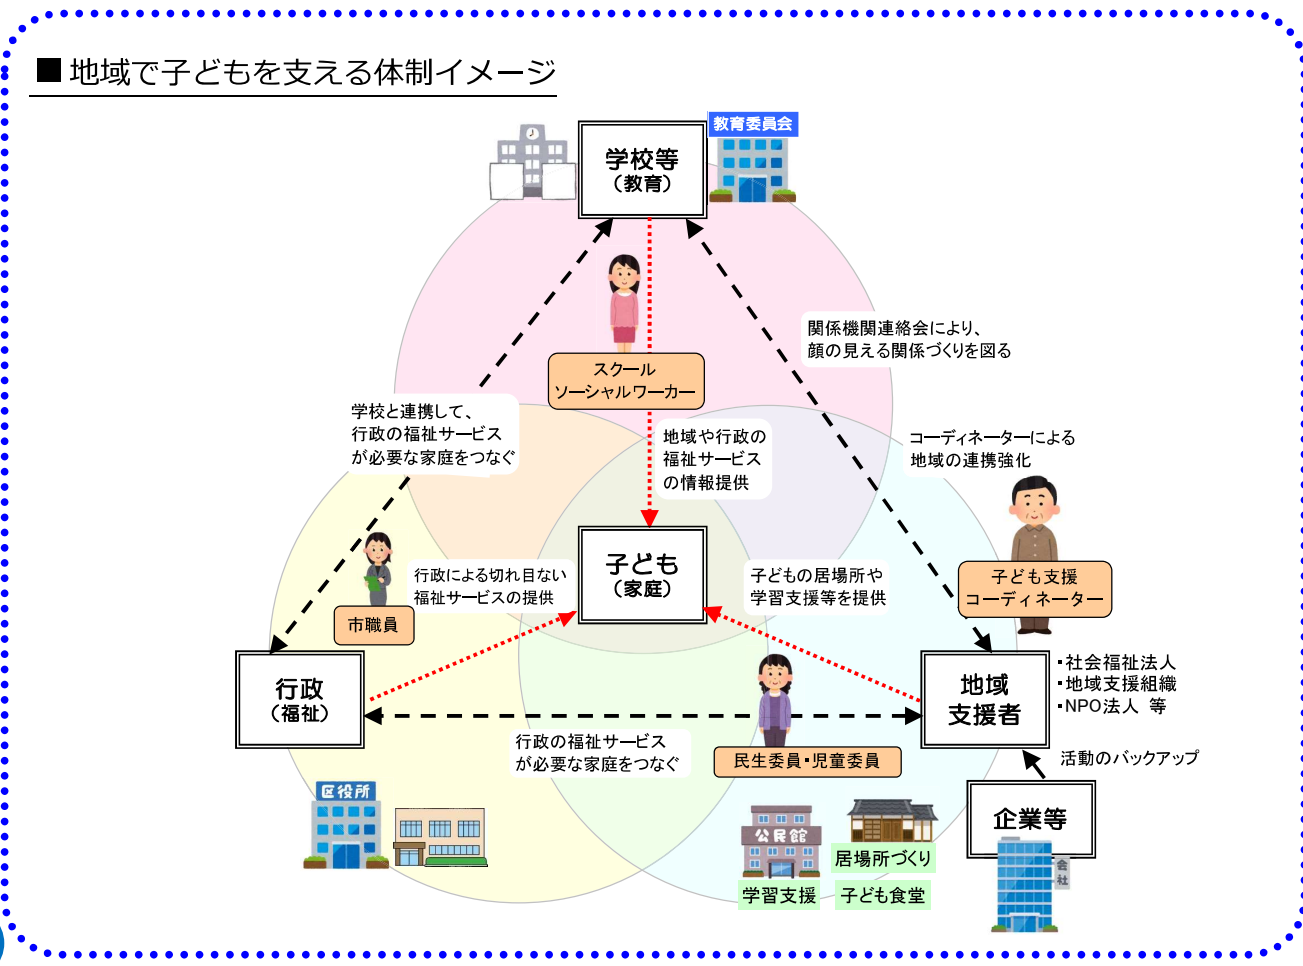 ■ 地域で子どもを支える体制イメージ
教育委員会
学校等
（教育）
スクール
ソーシャルワーカー
関係機関連絡会により、
顔の見える関係づくりを図る
学校と連携して、
行政の福祉サービス
が必要な家庭をつなぐ
地域や行政の
福祉サービス
の情報提供
コーディネーターによる
地域の連携強化
子ども
（家庭）
行政による切れ目ない
福祉サービスの提供
子どもの居場所や
学習支援等を提供
子ども支援
コーディネーター
市職員
行政
（福祉）
地域
支援者
・社会福祉法人
・地域支援組織
・NPO法人 等
行政の福祉サービス
が必要な家庭をつなぐ
民生委員・児童委員
活動のバックアップ
企業等
区役所
公民館
居場所づくり
学習支援
子ども食堂
会社